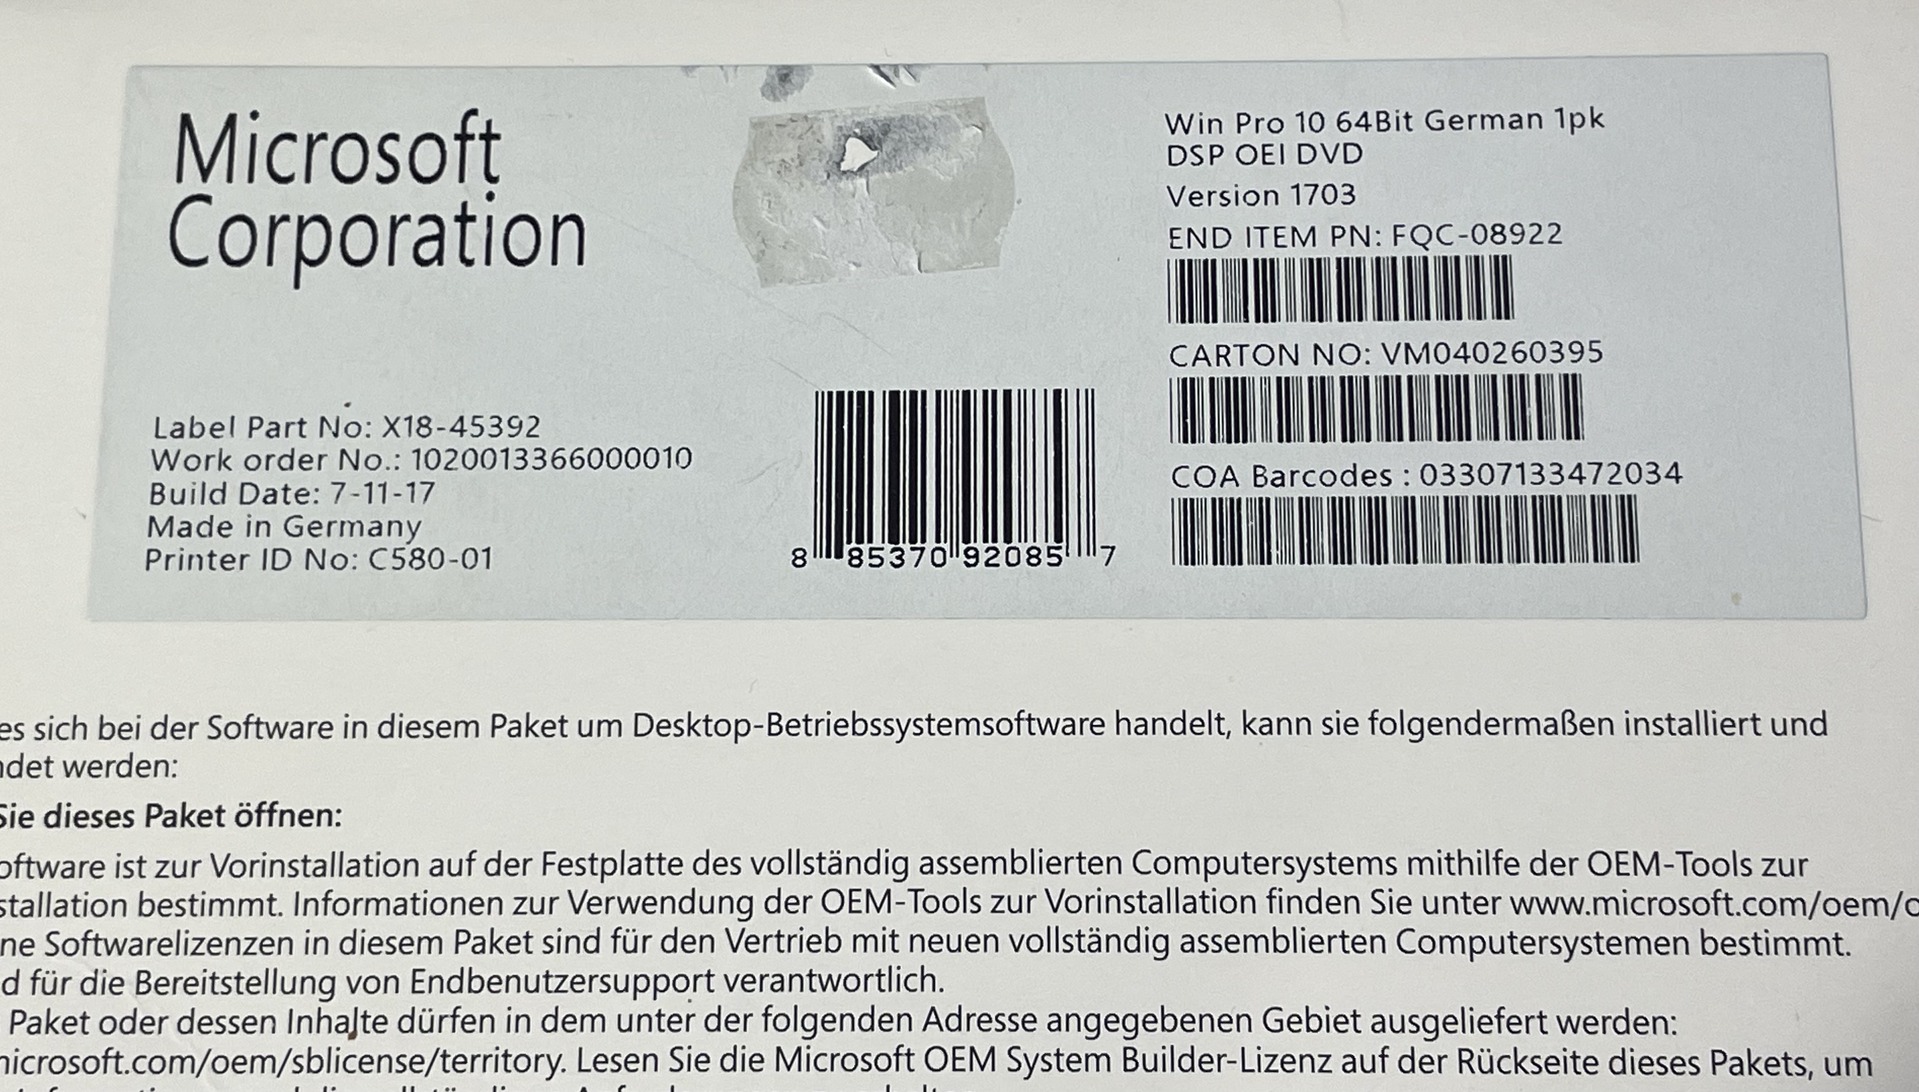 Microsoft
Corporation
Label Part No: X18-45392
Work order No.: 1020013366000010
Build Date: 7-11-17
Made in Germany
Printer ID No: C580-01
8 85370 92085 7
Win Pro 10 64Bit German 1pk
DSP OEI DVD
Version 1703
END ITEM PN: FQC-08922
CARTON NO: VM040260395
COA Barcodes : 03307133472034
es sich bei der Software in diesem Paket um Desktop-Betriebssystemsoftware handelt, kann sie folgendermaßen installiert und
ndet werden:
Sie dieses Paket öffnen:
oftware ist zur Vorinstallation auf der Festplatte des vollständig assemblierten Computersystems mithilfe der OEM-Tools zur
stallation bestimmt. Informationen zur Verwendung der OEM-Tools zur Vorinstallation finden Sie unter www.microsoft.com/oem/o
ne Softwarelizenzen in diesem Paket sind für den Vertrieb mit neuen vollständig assemblierten Computersystemen bestimmt.
d für die Bereitstellung von Endbenutzersupport verantwortlich.
Paket oder dessen Inhalte dürfen in dem unter der folgenden Adresse angegebenen Gebiet ausgeliefert werden:
microsoft.com/oem/sblicense/territory. Lesen Sie die Microsoft OEM System Builder-Lizenz auf der Rückseite dieses Pakets, um